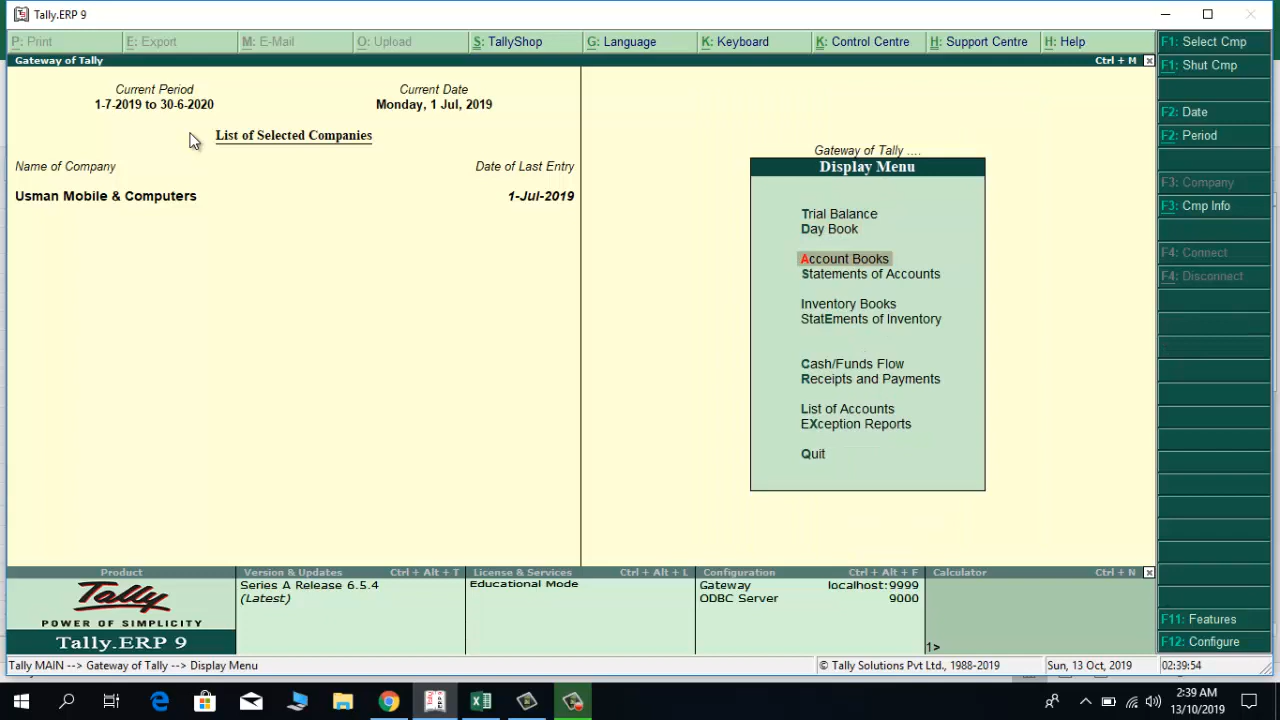 Tally.ERP 9
P: Print E: Export M: E-Mail O: Upload S: TallyShop G: Language K: Keyboard K: Control Centre H: Support Centre H: Help
Gateway of Tally Ctrl + M
Current Period
1-7-2019 to 30-6-2020
Current Date
Monday, 1 Jul, 2019
List of Selected Companies
Name of Company Date of Last Entry
Usman Mobile & Computers 1-Jul-2019
Gateway of Tally ....
Display Menu
Trial Balance
Day Book
Account Books
Statements of Accounts
Inventory Books
StatEments of Inventory
Cash/Funds Flow
Receipts and Payments
List of Accounts
EXception Reports
Quit
F1: Select Cmp
F1: Shut Cmp
F2: Date
F2: Period
F3: Company
F3: Cmp Info
F4: Connect
F4: Disconnect
F11: Features
F12: Configure
Product
Tally
POWER OF SIMPLICITY
Tally.ERP 9
Version & Updates Ctrl + Alt + T
Series A Release 6.5.4
(Latest)
License & Services Ctrl + Alt + L
Educational Mode
Configuration Ctrl + Alt + F
Gateway localhost:9999
ODBC Server 9000
Calculator Ctrl + N
1>
Tally MAIN --> Gateway of Tally --> Display Menu © Tally Solutions Pvt Ltd., 1988-2019 Sun, 13 Oct, 2019 02:39:54
2:39 AM
13/10/2019